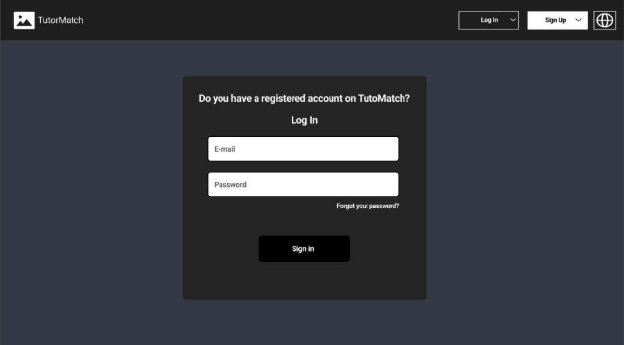 TutorMatch
Log In
Sign Up
Do you have a registered account on TutoMatch?
Log In
E-mail
Password
Forgot your password?
Sign in